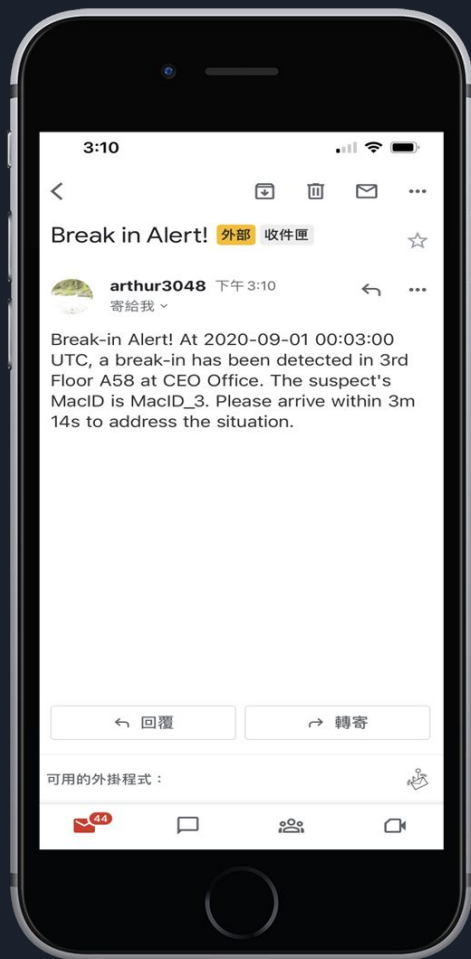 3:10
Break in Alert! 外部 收件匣
arthur3048 下午 3:10
寄給我
Break-in Alert! At 2020-09-01 00:03:00
UTC, a break-in has been detected in 3rd
Floor A58 at CEO Office. The suspect's
MacID is MacID_3. Please arrive within 3m
14s to address the situation.
回覆 轉寄
可用的外掛程式：
44